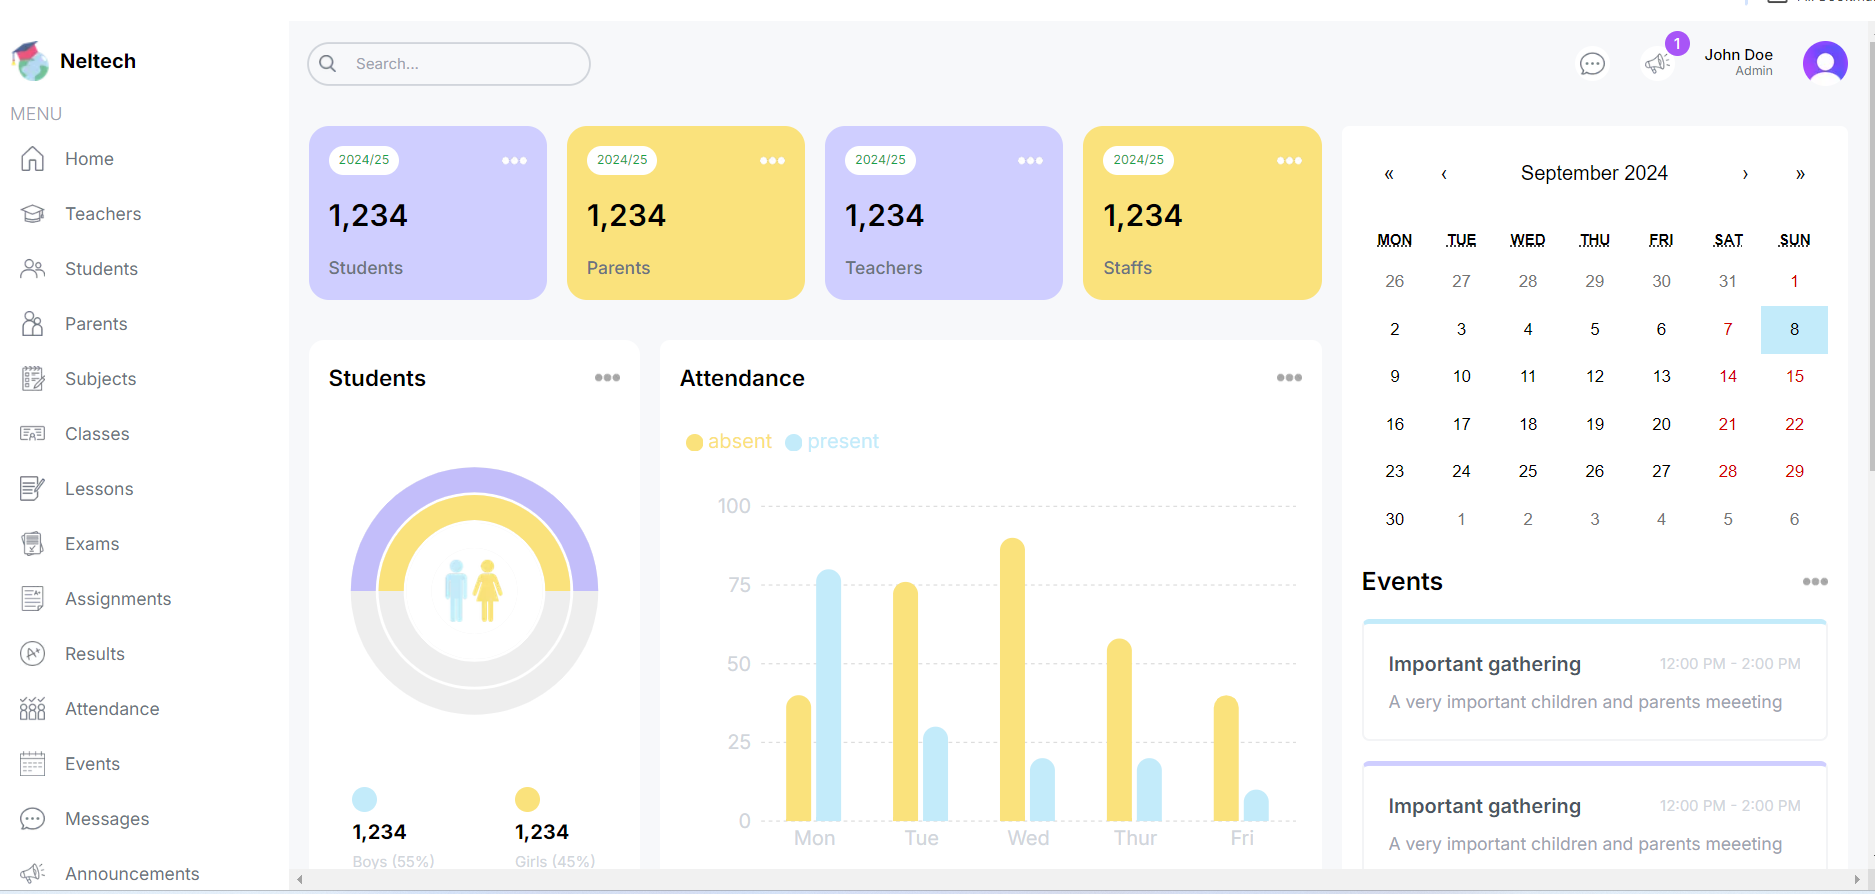 Neltech
MENU
Home
Teachers
Students
Parents
Subjects
Classes
Lessons
Exams
Assignments
Results
Attendance
Events
Messages
Announcements
Search...
1
John Doe
Admin
2024/25
1,234
Students
2024/25
1,234
Parents
2024/25
1,234
Teachers
2024/25
1,234
Staffs
Students
1,234
Boys (55%)
1,234
Girls (45%)
Attendance
absent present
100
75
50
25
0
Mon Tue Wed Thur Fri
« ‹ September 2024 › »
MON TUE WED THU FRI SAT SUN
26 27 28 29 30 31 1
2 3 4 5 6 7 8
9 10 11 12 13 14 15
16 17 18 19 20 21 22
23 24 25 26 27 28 29
30 1 2 3 4 5 6
Events
Important gathering 12:00 PM - 2:00 PM
A very important children and parents meeeting
Important gathering 12:00 PM - 2:00 PM
A very important children and parents meeeting